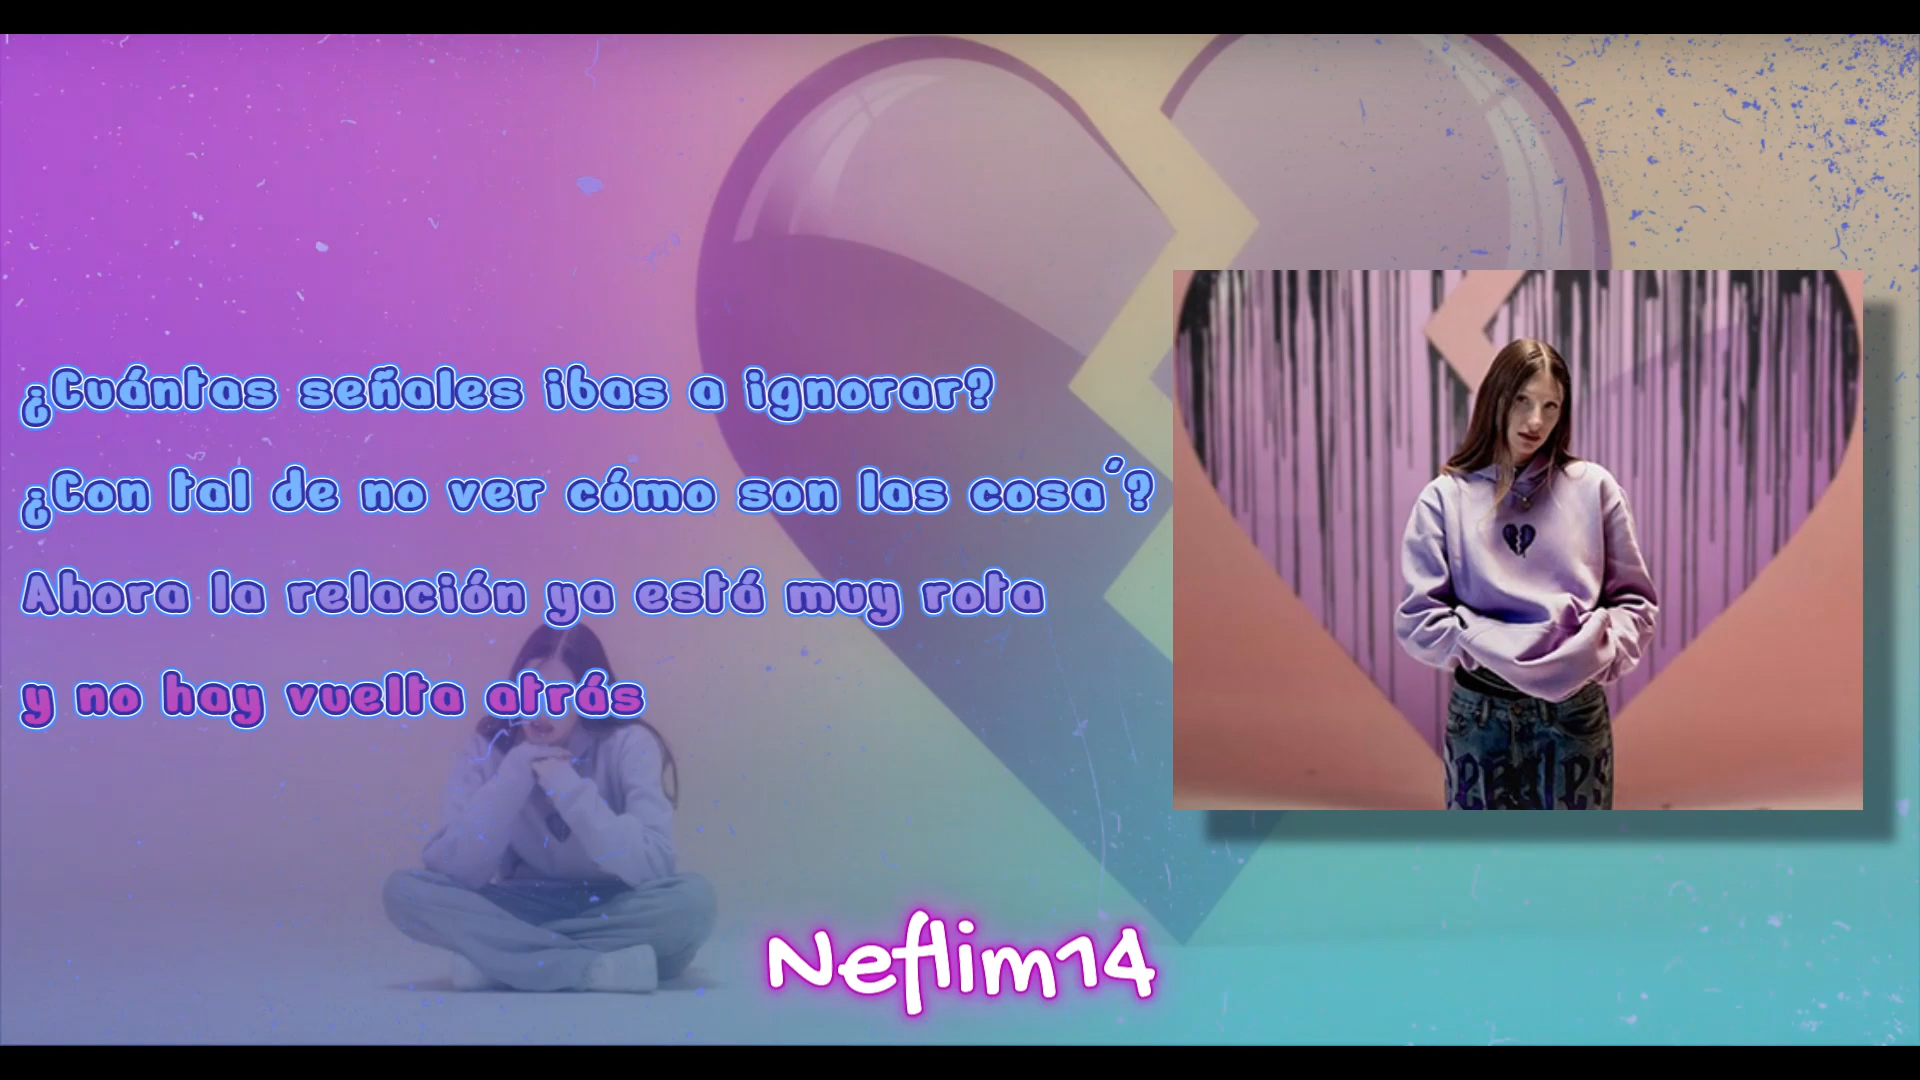 ¿Cuántas señales ibas a ignorar?
¿Con tal de no ver cómo son las cosa´?
Ahora la relación ya está muy rota
y no hay vuelta atrás
Neflim14